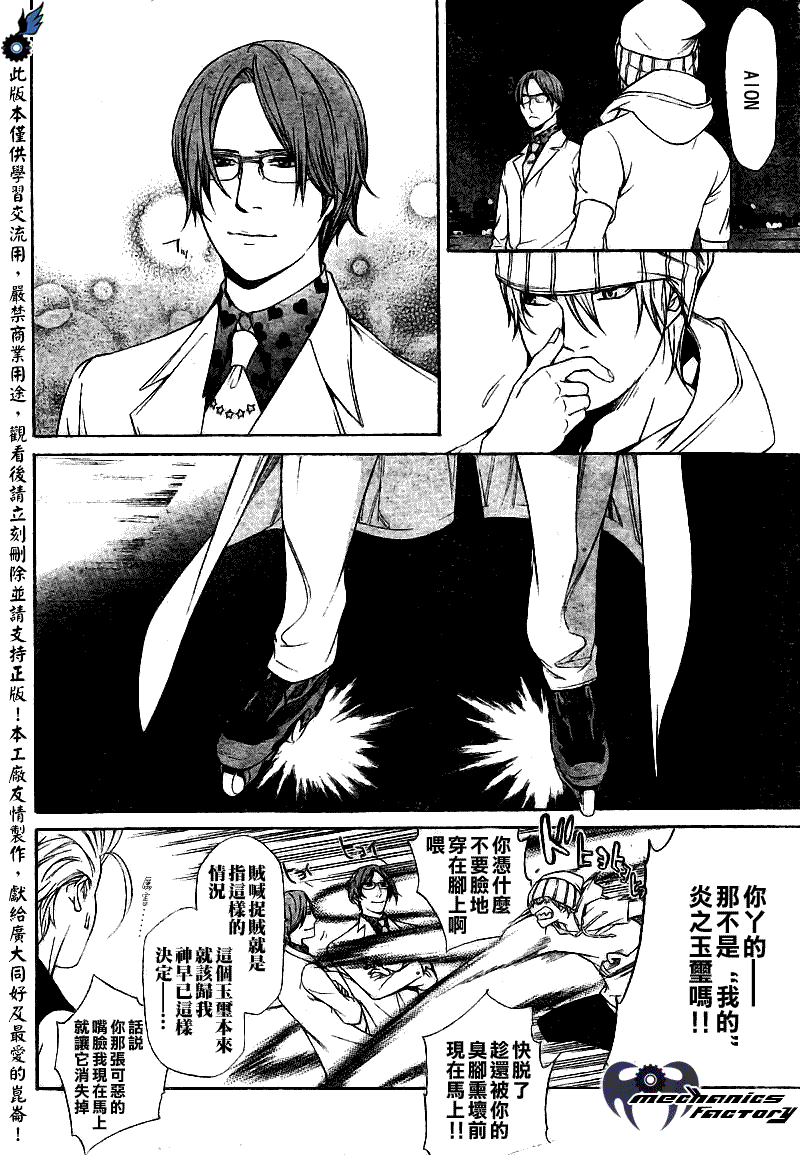 AION
你丫的——
那不是“我的”
炎之玉璽嗎!!
你憑什麼
不要臉地
穿在腳上啊
喂
快脫了
趁還被你的
臭腳熏壞前
現在馬上!!
賊喊捉賊就是
指這樣的
情況
這個玉璽本來
就該歸我
神早已這樣
決定——…
話説
你那張可惡的
嘴臉我現在馬上
就讓它消失掉
此版本僅供學習交流用，嚴禁商業用途，觀看後請立刻刪除並請支持正版！本工廠友情製作，獻給廣大同好及最愛的崑崙！
mechanics
Factory